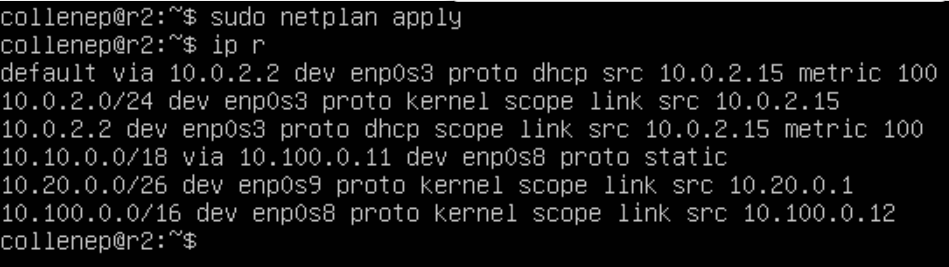 collenep@r2:~$ sudo netplan apply
collenep@r2:~$ ip r
default via 10.0.2.2 dev enp0s3 proto dhcp src 10.0.2.15 metric 100
10.0.2.0/24 dev enp0s3 proto kernel scope link src 10.0.2.15
10.0.2.2 dev enp0s3 proto dhcp scope link src 10.0.2.15 metric 100
10.10.0.0/18 via 10.100.0.11 dev enp0s8 proto static
10.20.0.0/26 dev enp0s9 proto kernel scope link src 10.20.0.1
10.100.0.0/16 dev enp0s8 proto kernel scope link src 10.100.0.12
collenep@r2:~$